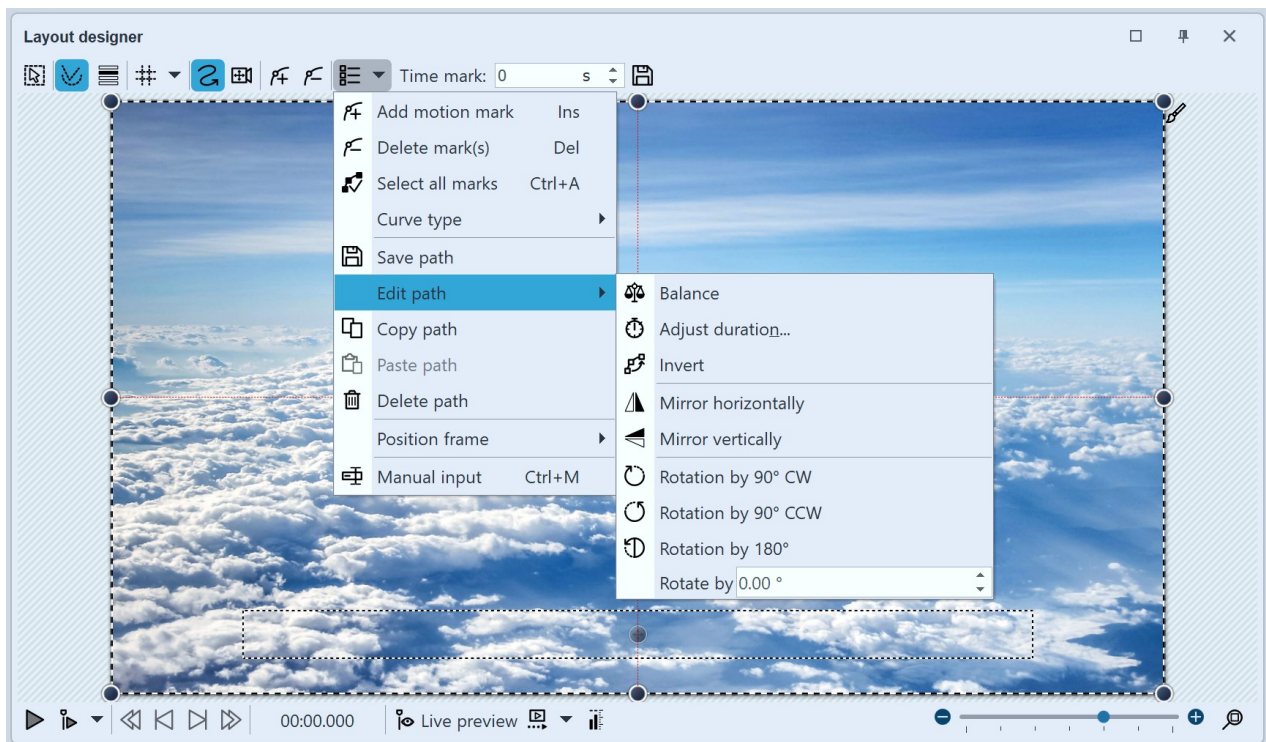 Layout designer
Time mark: 0 s
Add motion mark Ins
Delete mark(s) Del
Select all marks Ctrl+A
Curve type
Save path
Edit path
Copy path
Paste path
Delete path
Position frame
Manual input Ctrl+M
Balance
Adjust duration...
Invert
Mirror horizontally
Mirror vertically
Rotation by 90° CW
Rotation by 90° CCW
Rotation by 180°
Rotate by 0.00 °
00:00.000 Live preview